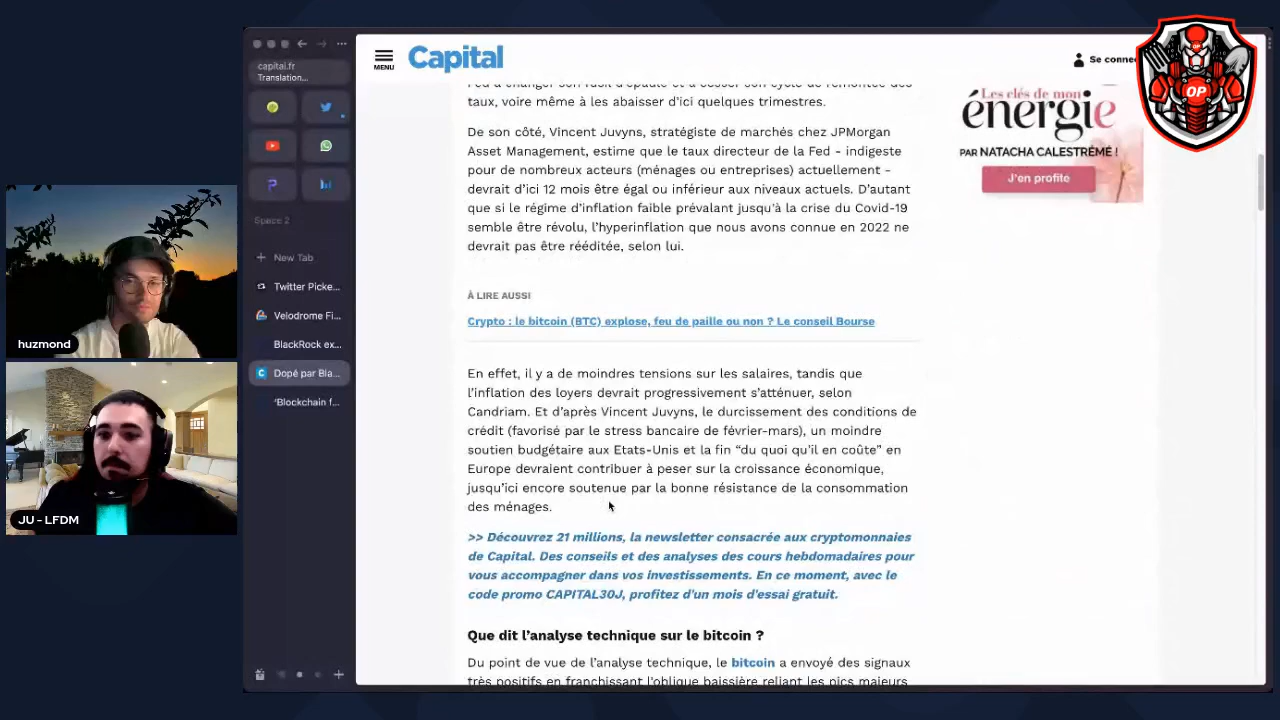 capital.fr
Translation...
Space 2
New Tab
Twitter Picke...
Velodrome Fi...
BlackRock ex...
Dopé par Bla...
'Blockchain f...
huzmond
JU - LFDM
MENU
Capital
Se connec
OP
OP
taux, voire même à les abaisser d'ici quelques trimestres.
De son côté, Vincent Juvyns, stratégiste de marchés chez JPMorgan
Asset Management, estime que le taux directeur de la Fed - indigeste
pour de nombreux acteurs (ménages ou entreprises) actuellement -
devrait d'ici 12 mois être égal ou inférieur aux niveaux actuels. D'autant
que si le régime d'inflation faible prévalant jusqu'à la crise du Covid-19
semble être révolu, l'hyperinflation que nous avons connue en 2022 ne
devrait pas être rééditée, selon lui.
À LIRE AUSSI
Crypto : le bitcoin (BTC) explose, feu de paille ou non ? Le conseil Bourse
En effet, il y a de moindres tensions sur les salaires, tandis que
l'inflation des loyers devrait progressivement s'atténuer, selon
Candriam. Et d'après Vincent Juvyns, le durcissement des conditions de
crédit (favorisé par le stress bancaire de février-mars), un moindre
soutien budgétaire aux Etats-Unis et la fin “du quoi qu'il en coûte” en
Europe devraient contribuer à peser sur la croissance économique,
jusqu'ici encore soutenue par la bonne résistance de la consommation
des ménages.
>> Découvrez 21 millions, la newsletter consacrée aux cryptomonnaies
de Capital. Des conseils et des analyses des cours hebdomadaires pour
vous accompagner dans vos investissements. En ce moment, avec le
code promo CAPITAL30J, profitez d'un mois d'essai gratuit.
Que dit l'analyse technique sur le bitcoin ?
Du point de vue de l'analyse technique, le bitcoin a envoyé des signaux
très positifs en franchissant l'oblique baissière reliant les pics majeurs
Les clés de mon
énergie
PAR NATACHA CALESTRÉMÉ !
J'en profite